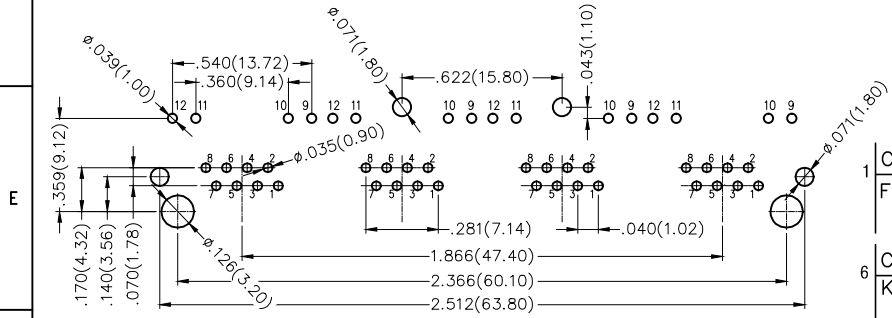 ø.039(1.00)
.540(13.72)
.360(9.14)
ø.071(1.80)
.622(15.80)
.043(1.10)
12 11 10 9 12 11 10 9 12 11 10 9 12 11 10 9
ø.071(1.80)
.359(9.12)
ø.035(0.90)
8 6 4 2 8 6 4 2 8 6 4 2 8 6 4 2
7 5 3 1 7 5 3 1 7 5 3 1 7 5 3 1
E
1
C
F
.170(4.32)
.140(3.56)
.070(1.78)
ø.126(3.20)
.281(7.14)
.040(1.02)
1.866(47.40)
2.366(60.10)
2.512(63.80)
6
C
K